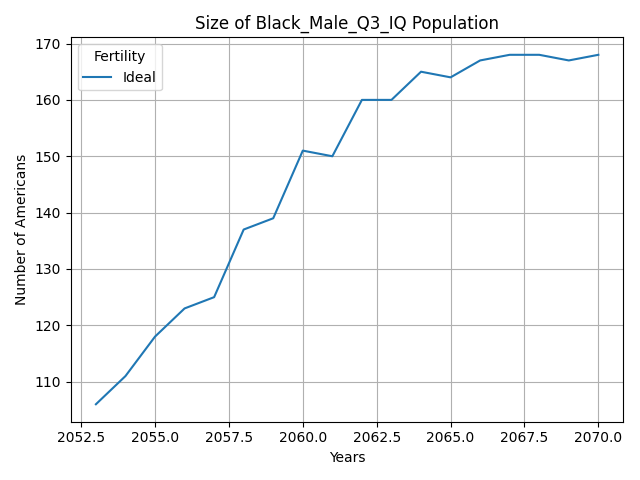 Size of Black_Male_Q3_IQ Population
Fertility
Ideal
Number of Americans
170
160
150
140
130
120
110
2052.5 2055.0 2057.5 2060.0 2062.5 2065.0 2067.5 2070.0
Years